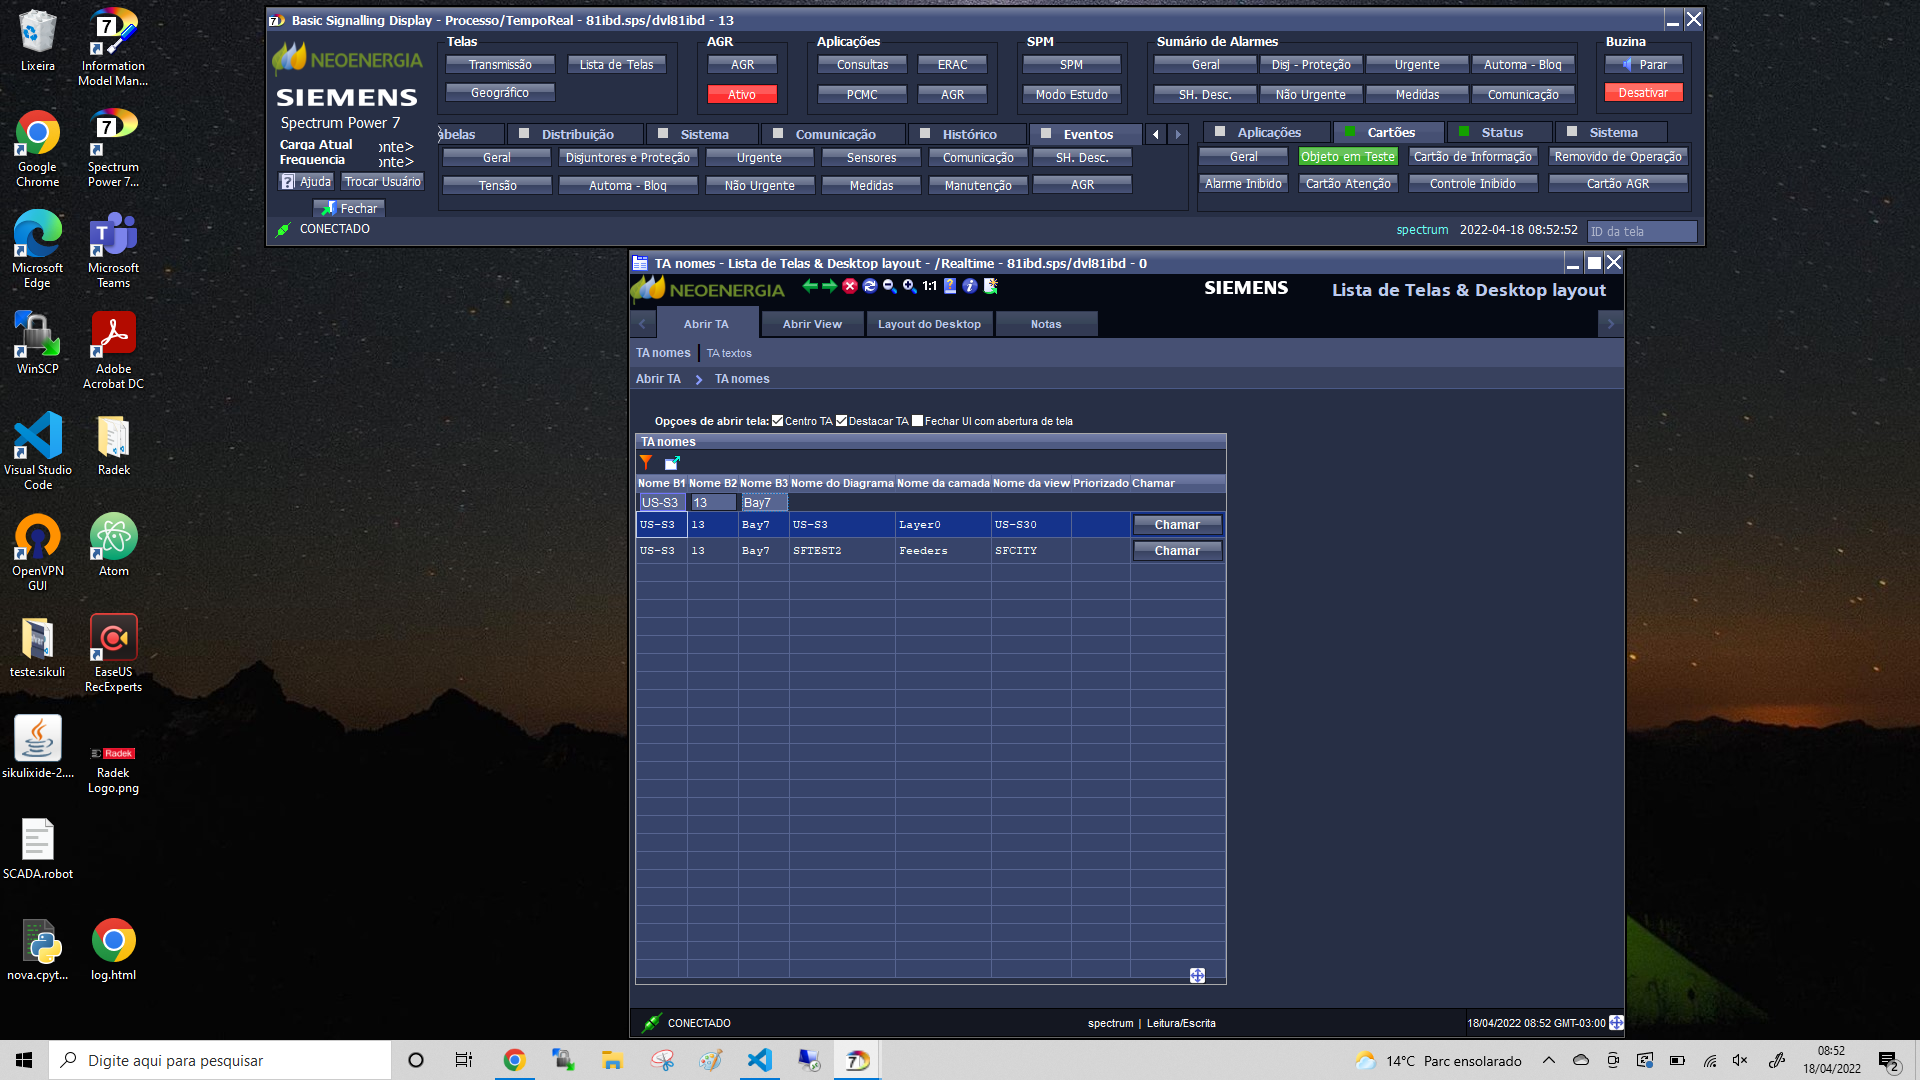 Lixeira
Information Model Man...
Google Chrome
Spectrum Power 7...
Microsoft Edge
Microsoft Teams
WinSCP
Adobe Acrobat DC
Visual Studio Code
Radek
OpenVPN GUI
Atom
teste.sikuli
EaseUS RecExperts
sikulixide-2....
Radek
Radek Logo.png
SCADA.robot
nova.cpyt...
log.html
Basic Signalling Display - Processo/TempoReal - 81ibd.sps/dvl81ibd - 13
NEOENERGIA
SIEMENS
Spectrum Power 7
Carga Atual onte>
Frequencia onte>
Ajuda Trocar Usuário
Fechar
CONECTADO
Telas
Transmissão Lista de Telas
Geográfico
AGR
AGR
Ativo
Aplicações
Consultas ERAC
PCMC AGR
SPM
SPM
Modo Estudo
Sumário de Alarmes
Geral Disj - Proteção Urgente Automa - Bloq
SH. Desc. Não Urgente Medidas Comunicação
Buzina
Parar
Desativar
abelas Distribuição Sistema Comunicação Histórico Eventos
Geral Disjuntores e Proteção Urgente Sensores Comunicação SH. Desc.
Tensão Automa - Bloq Não Urgente Medidas Manutenção AGR
Aplicações Cartões Status Sistema
Geral Objeto em Teste Cartão de Informação Removido de Operação
Alarme Inibido Cartão Atenção Controle Inibido Cartão AGR
spectrum 2022-04-18 08:52:52 ID da tela
TA nomes - Lista de Telas & Desktop layout - /Realtime - 81ibd.sps/dvl81ibd - 0
NEOENERGIA 1:1 SIEMENS Lista de Telas & Desktop layout
Abrir TA Abrir View Layout do Desktop Notas
TA nomes TA textos
Abrir TA TA nomes
Opçoes de abrir tela: Centro TA Destacar TA Fechar UI com abertura de tela
TA nomes
Nome B1 Nome B2 Nome B3 Nome do Diagrama Nome da camada Nome da view Priorizado Chamar
US-S3 13 Bay7
US-S3 13 Bay7 US-S3 Layer0 US-S30 Chamar
US-S3 13 Bay7 SFTEST2 Feeders SFCITY Chamar
CONECTADO spectrum | Leitura/Escrita 18/04/2022 08:52 GMT-03:00
Digite aqui para pesquisar
14°C Parc ensolarado
08:52
18/04/2022
2